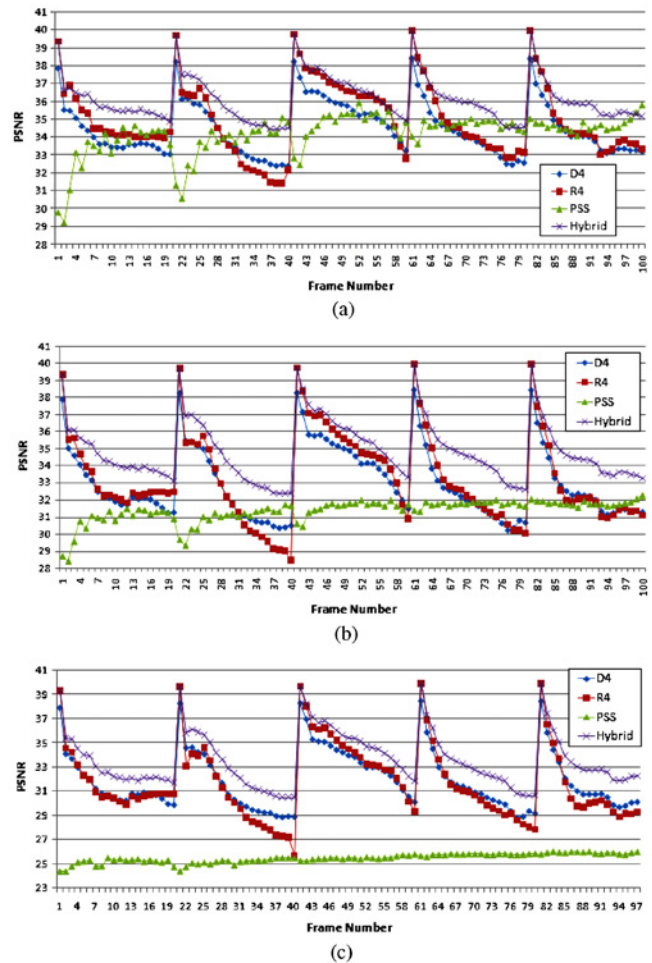 41
40
39
38
37
36
35
34
33
32
31
30
29
28
PSNR
D4
R4
PSS
Hybrid
1 4 7 10 13 16 19 22 25 28 31 34 37 40 43 46 49 52 55 58 61 64 67 70 73 76 79 82 85 88 91 94 97 100
Frame Number
(a)
41
40
39
38
37
36
35
34
33
32
31
30
29
28
PSNR
D4
R4
PSS
Hybrid
1 4 7 10 13 16 19 22 25 28 31 34 37 40 43 46 49 52 55 58 61 64 67 70 73 76 79 82 85 88 91 94 97 100
Frame Number
(b)
41
39
37
35
33
31
29
27
25
23
PSNR
D4
R4
PSS
Hybrid
1 4 7 10 13 16 19 22 25 28 31 34 37 40 43 46 49 52 55 58 61 64 67 70 73 76 79 82 85 88 91 94 97
Frame Number
(c)